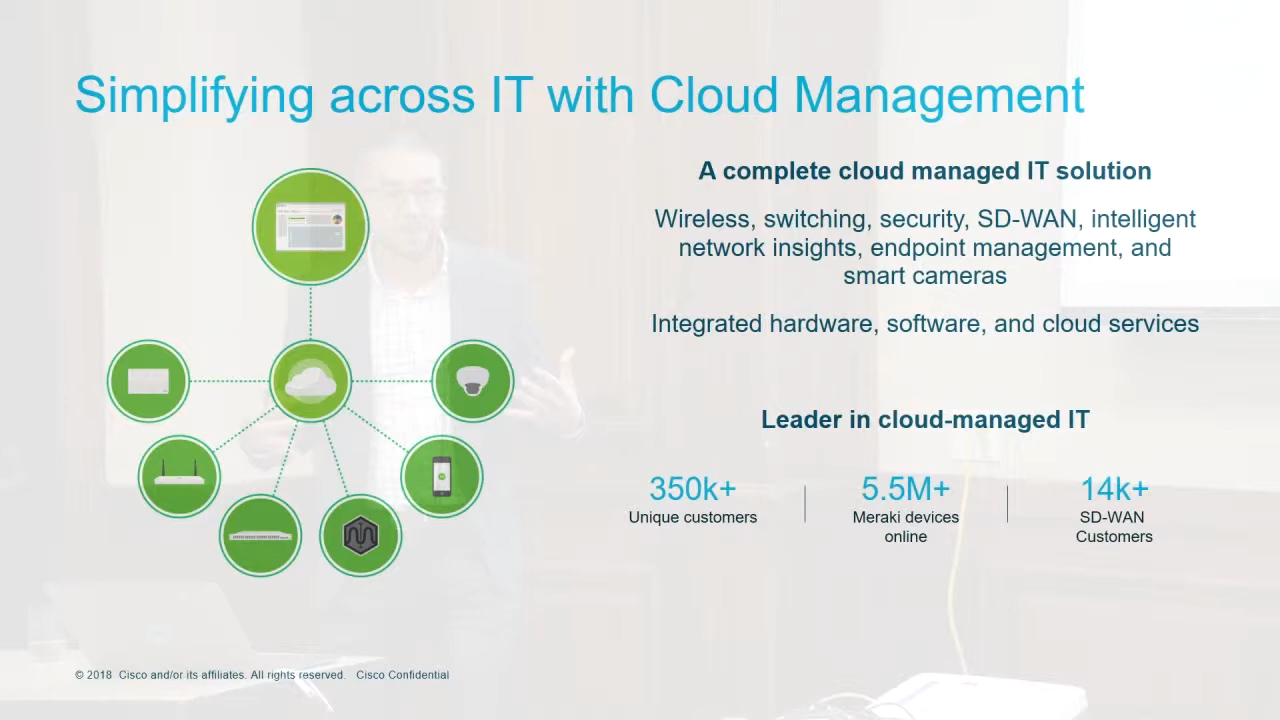 Simplifying across IT with Cloud Management
A complete cloud managed IT solution
Wireless, switching, security, SD-WAN, intelligent
network insights, endpoint management, and
smart cameras
Integrated hardware, software, and cloud services
Leader in cloud-managed IT
350k+
Unique customers
5.5M+
Meraki devices
online
14k+
SD-WAN
Customers
© 2018 Cisco and/or its affiliates. All rights reserved. Cisco Confidential